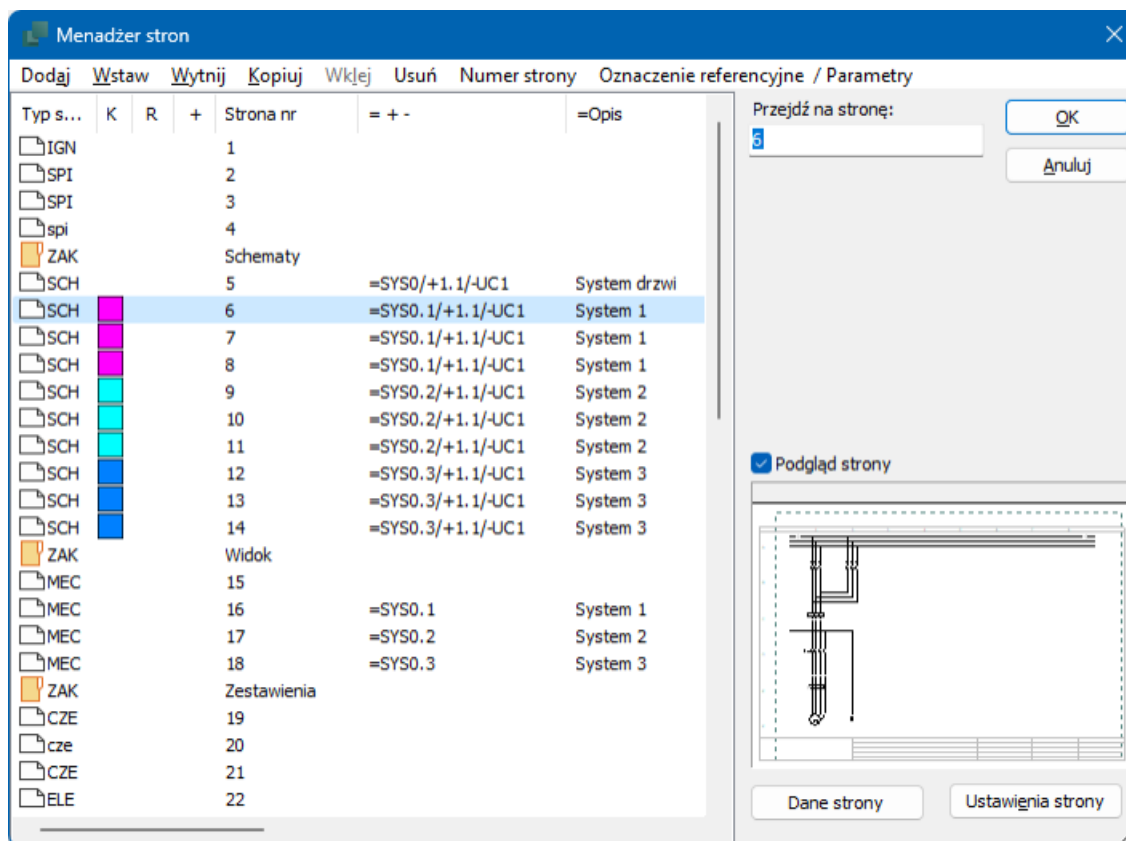 Menadżer stron
Dodaj Wstaw Wytnij Kopiuj Wklej Usuń Numer strony Oznaczenie referencyjne / Parametry
Typ s... K R + Strona nr = + - =Opis
IGN 1
SPI 2
SPI 3
spi 4
ZAK Schematy
SCH 5 =SYS0/+1.1/-UC1 System drzwi
SCH 6 =SYS0.1/+1.1/-UC1 System 1
SCH 7 =SYS0.1/+1.1/-UC1 System 1
SCH 8 =SYS0.1/+1.1/-UC1 System 1
SCH 9 =SYS0.2/+1.1/-UC1 System 2
SCH 10 =SYS0.2/+1.1/-UC1 System 2
SCH 11 =SYS0.2/+1.1/-UC1 System 2
SCH 12 =SYS0.3/+1.1/-UC1 System 3
SCH 13 =SYS0.3/+1.1/-UC1 System 3
SCH 14 =SYS0.3/+1.1/-UC1 System 3
ZAK Widok
MEC 15
MEC 16 =SYS0.1 System 1
MEC 17 =SYS0.2 System 2
MEC 18 =SYS0.3 System 3
ZAK Zestawienia
CZE 19
cze 20
CZE 21
ELE 22
Przejdź na stronę:
6
OK
Anuluj
Podgląd strony
Dane strony Ustawienia strony